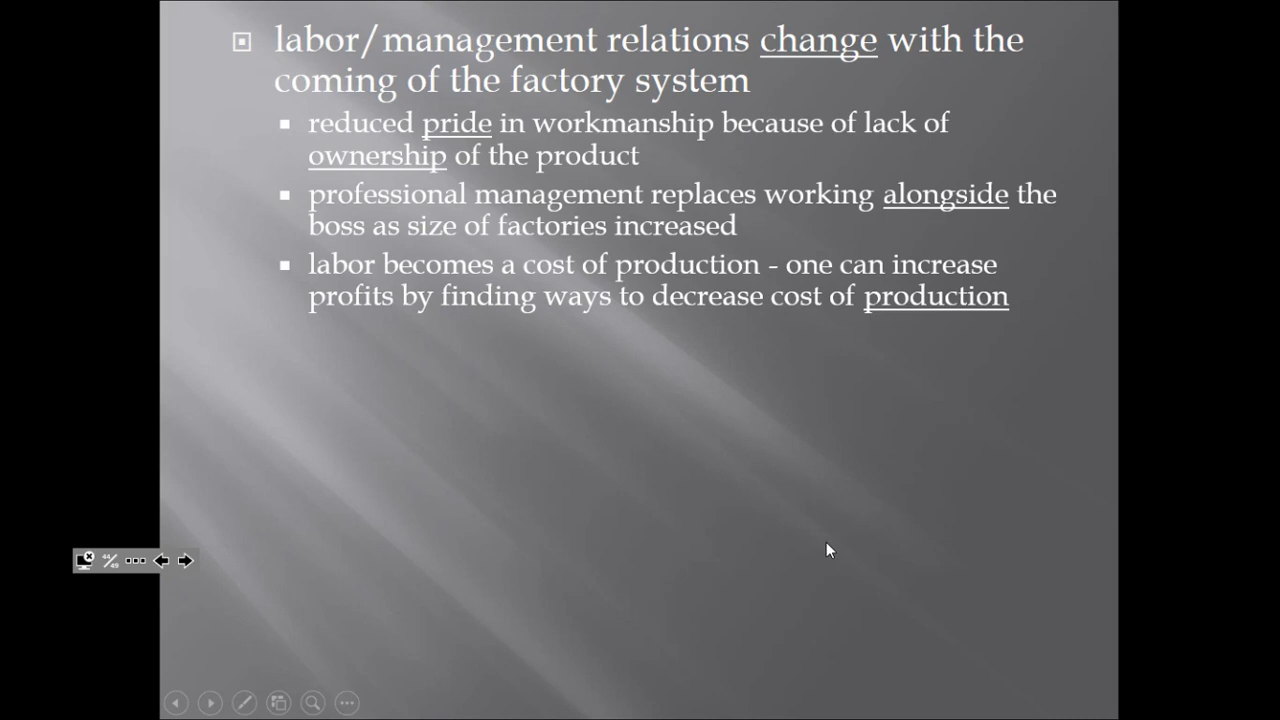 labor/management relations change with the
coming of the factory system
reduced pride in workmanship because of lack of
ownership of the product
professional management replaces working alongside the
boss as size of factories increased
labor becomes a cost of production - one can increase
profits by finding ways to decrease cost of production
44/49